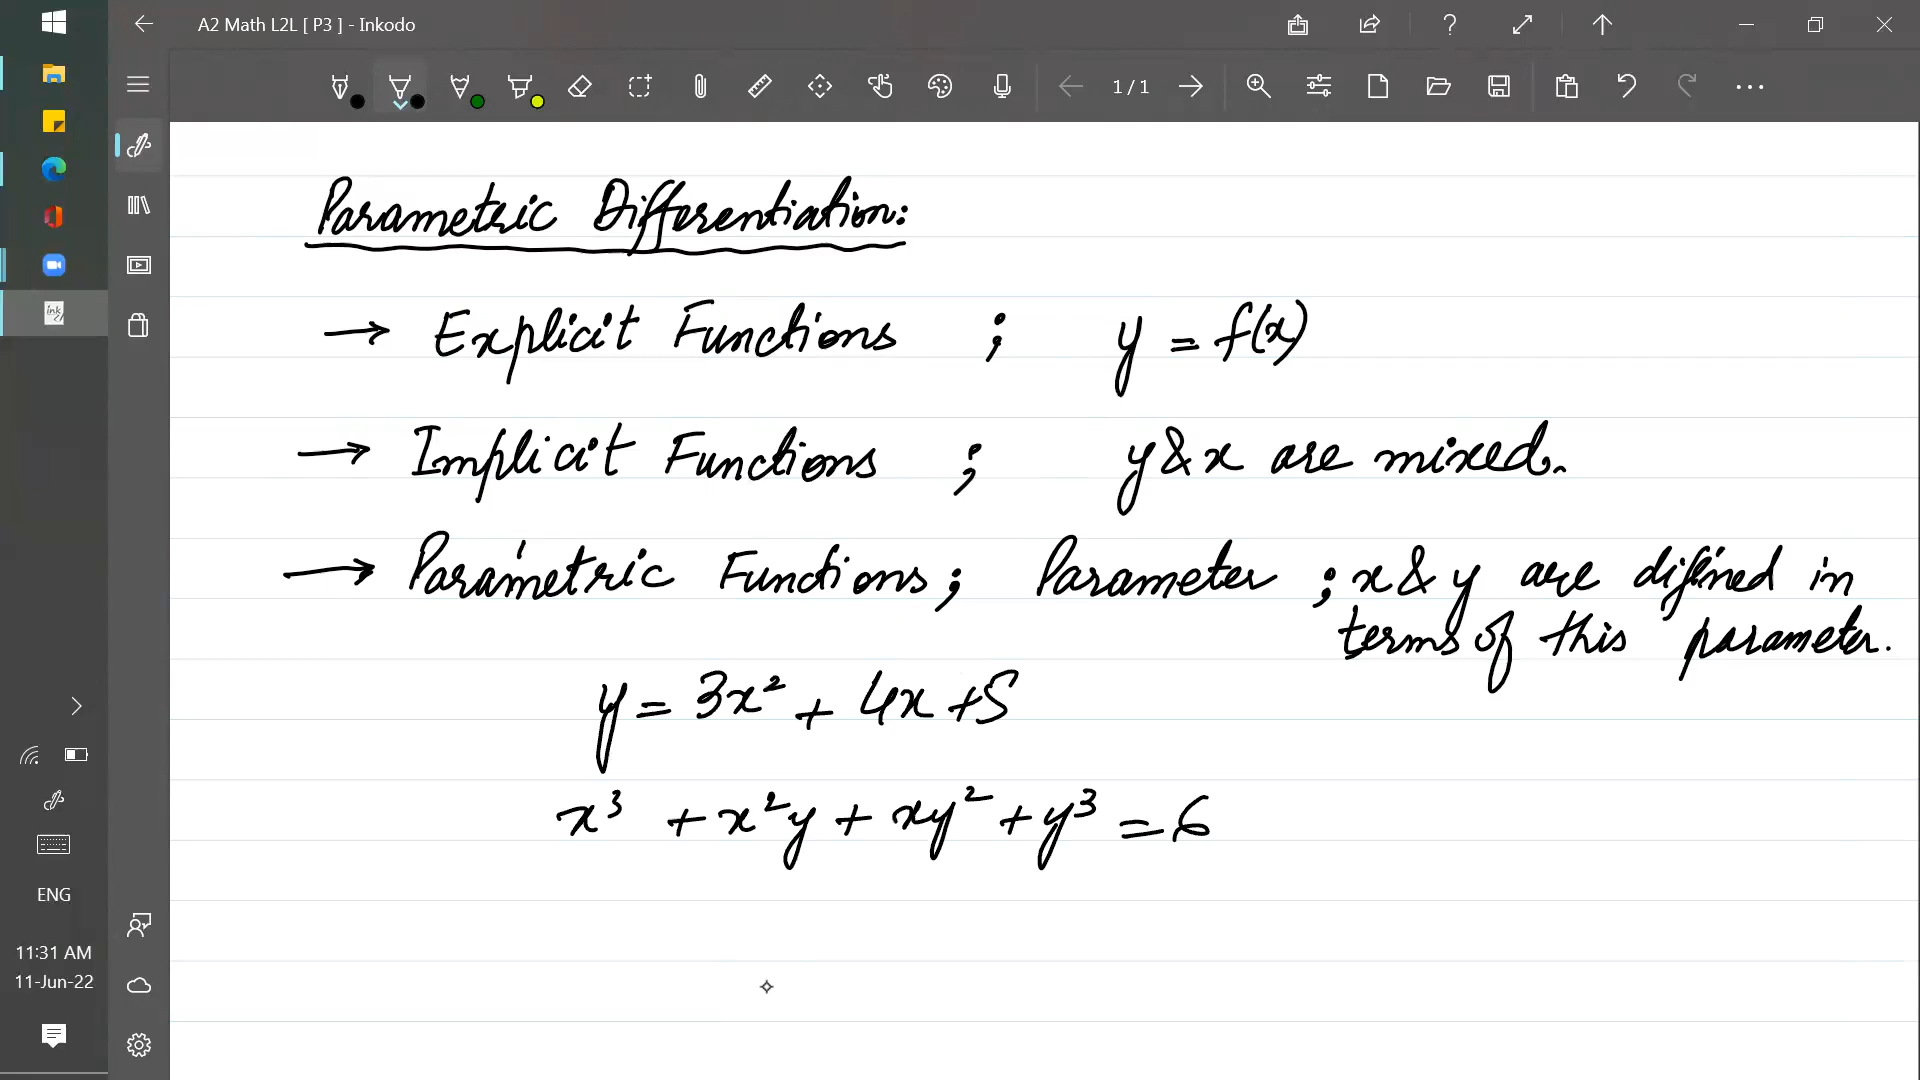 A2 Math L2L [ P3 ] - Inkodo
1 / 1
Parametric Differentiation:
→ Explicit Functions ; y = f(x)
→ Implicit Functions ; y & x are mixed.
→ Parametric Functions ; Parameter ; x & y are difined in
terms of this parameter.
y = 3x² + 4x + 5
x³ + x²y + xy² + y³ = 6
ENG
11:31 AM
11-Jun-22